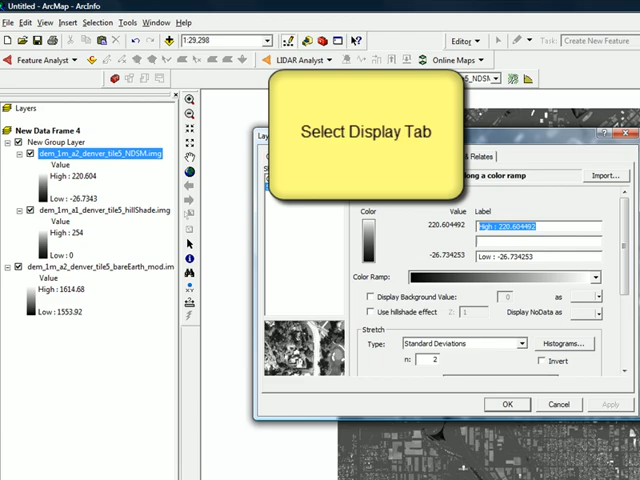 Untitled - ArcMap - ArcInfo
File Edit View Insert Selection Tools Window Help
1:29,298
Editor
Task:
Create New Feature
Feature Analyst
LIDAR Analyst
Online Maps
_NDSM
Select Display Tab
Layers
New Data Frame 4
New Group Layer
dem_1m_a2_denver_tile5_NDSM.img
Value
High : 220.604
Low : -26.7343
dem_1m_a1_denver_tile5_hillShade.img
Value
High : 254
Low : 0
dem_1m_a2_denver_tile5_bareEarth_mod.im
Value
High : 1614.68
Low : 1553.92
Lay
& Relates
long a color ramp
Import...
Color
Value
Label
220.604492
High : 220.604492
-26.734253
Low : -26.734253
Color Ramp:
Display Background Value:
0
as
Use hillshade effect
Z:
1
Display NoData as
Stretch
Type:
Standard Deviations
Histograms...
n:
2
Invert
OK
Cancel
Apply